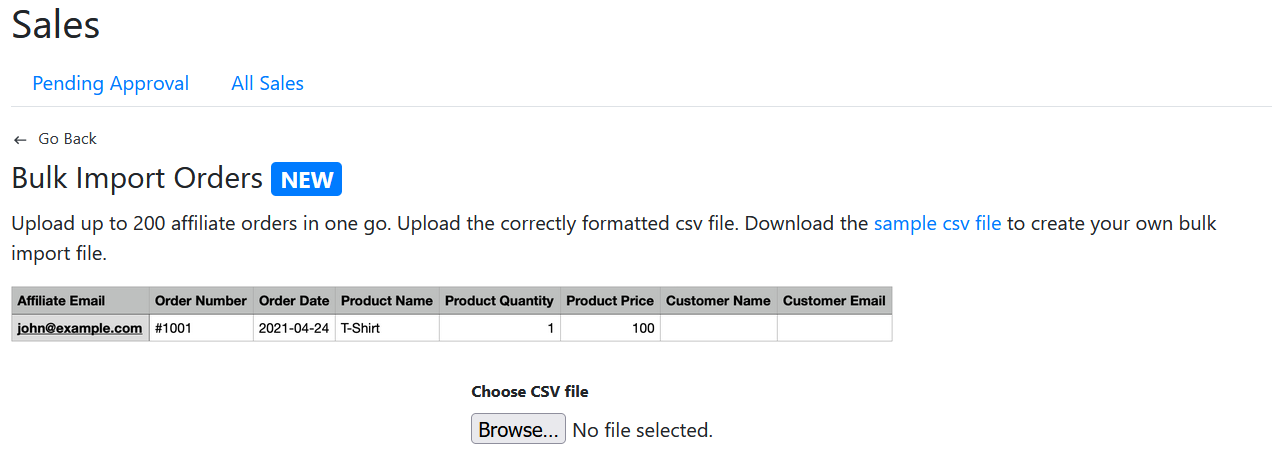 Sales
Pending Approval All Sales
← Go Back
Bulk Import Orders NEW
Upload up to 200 affiliate orders in one go. Upload the correctly formatted csv file. Download the sample csv file to create your own bulk
import file.
Affiliate Email Order Number Order Date Product Name Product Quantity Product Price Customer Name Customer Email
john@example.com #1001 2021-04-24 T-Shirt 1 100
Choose CSV file
Browse... No file selected.